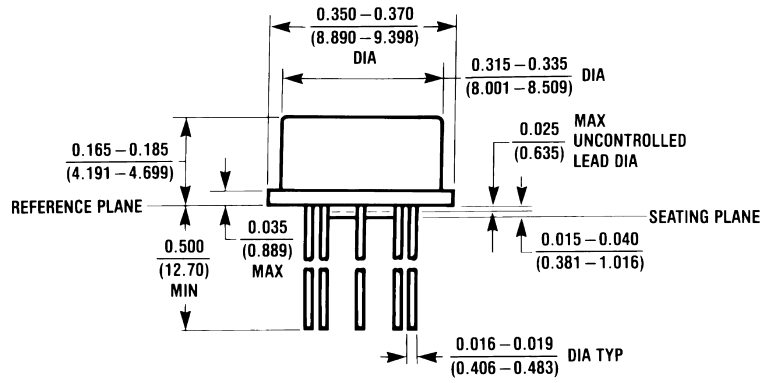 0.350 – 0.370
(8.890 – 9.398)
DIA
0.315 – 0.335
(8.001 – 8.509)
DIA
0.165 – 0.185
(4.191 – 4.699)
0.025
(0.635)
MAX
UNCONTROLLED
LEAD DIA
REFERENCE PLANE
SEATING PLANE
0.500
(12.70)
MIN
0.035
(0.889)
MAX
0.015 – 0.040
(0.381 – 1.016)
0.016 – 0.019
(0.406 – 0.483)
DIA TYP